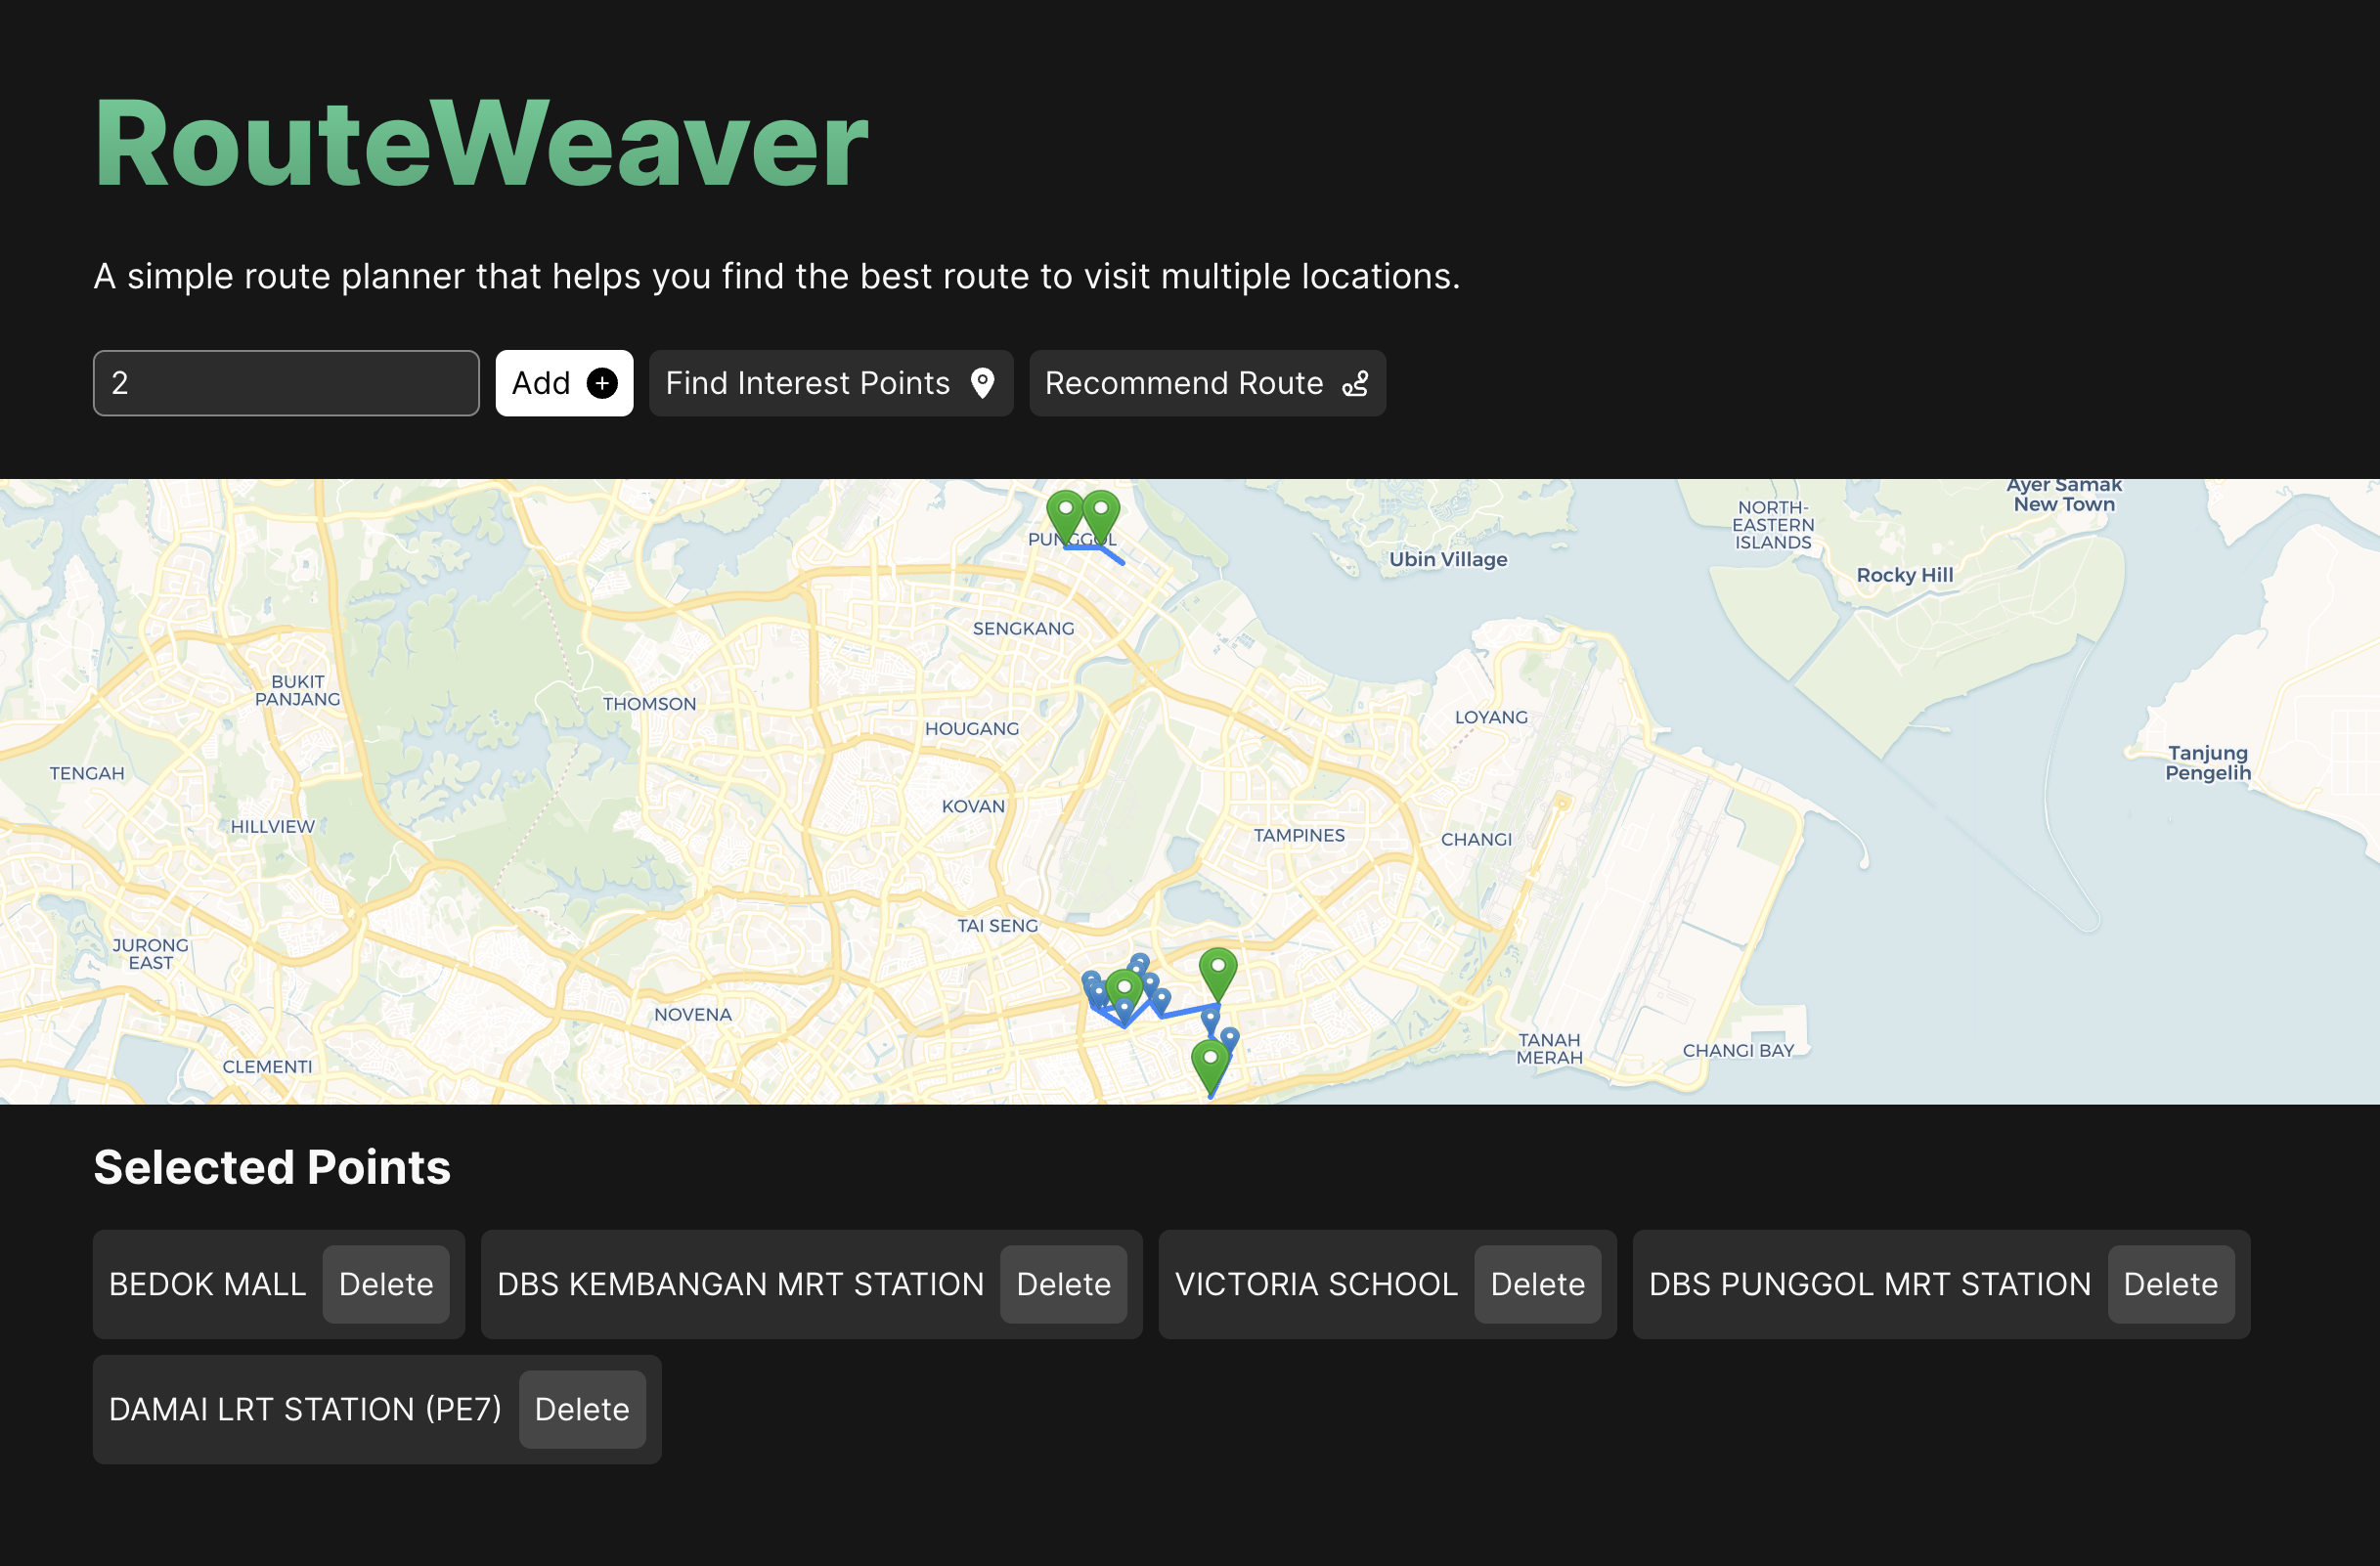 RouteWeaver
A simple route planner that helps you find the best route to visit multiple locations.
2
Add
Find Interest Points
Recommend Route
Ayer Samak
New Town
NORTH-
EASTERN
ISLANDS
PUNGGOL
Ubin Village
Rocky Hill
SENGKANG
BUKIT
PANJANG
THOMSON
LOYANG
HOUGANG
Tanjung
Pengelih
TENGAH
KOVAN
HILLVIEW
TAMPINES
CHANGI
TAI SENG
JURONG
EAST
NOVENA
TANAH
MERAH
CHANGI BAY
CLEMENTI
Selected Points
BEDOK MALL Delete
DBS KEMBANGAN MRT STATION Delete
VICTORIA SCHOOL Delete
DBS PUNGGOL MRT STATION Delete
DAMAI LRT STATION (PE7) Delete